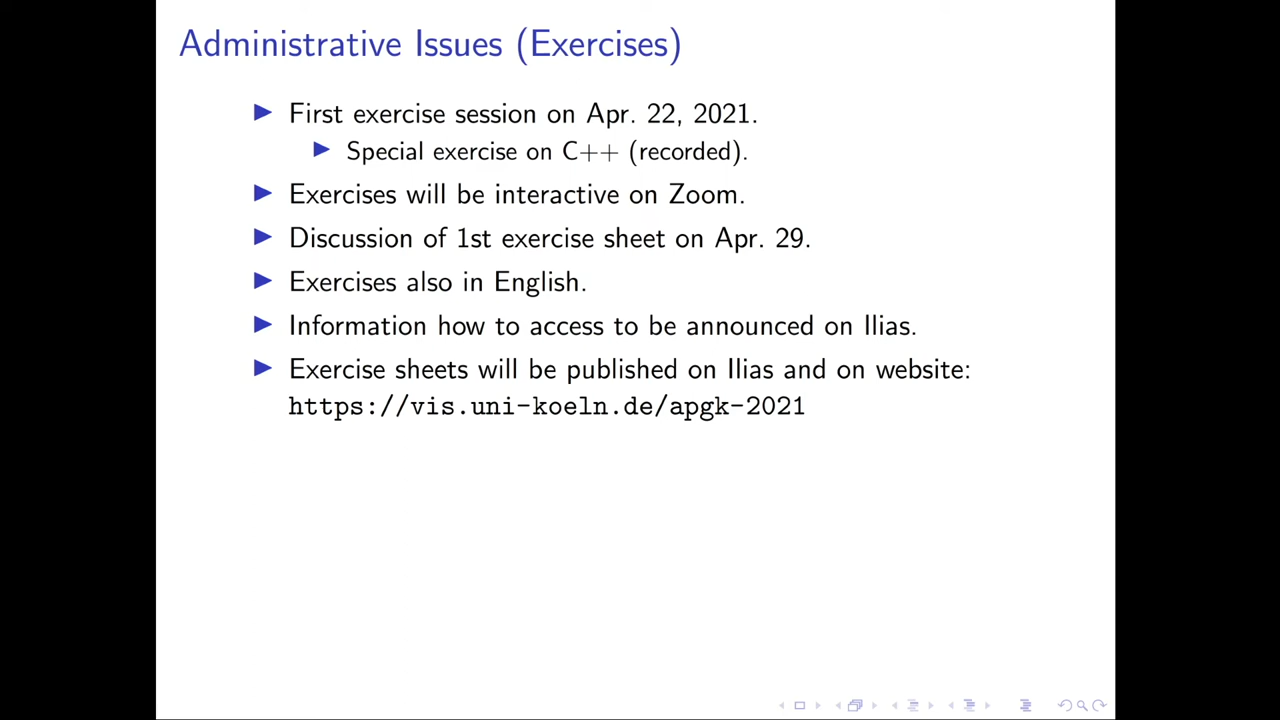 Administrative Issues (Exercises)
First exercise session on Apr. 22, 2021.
Special exercise on C++ (recorded).
Exercises will be interactive on Zoom.
Discussion of 1st exercise sheet on Apr. 29.
Exercises also in English.
Information how to access to be announced on Ilias.
Exercise sheets will be published on Ilias and on website:
https://vis.uni-koeln.de/apgk-2021